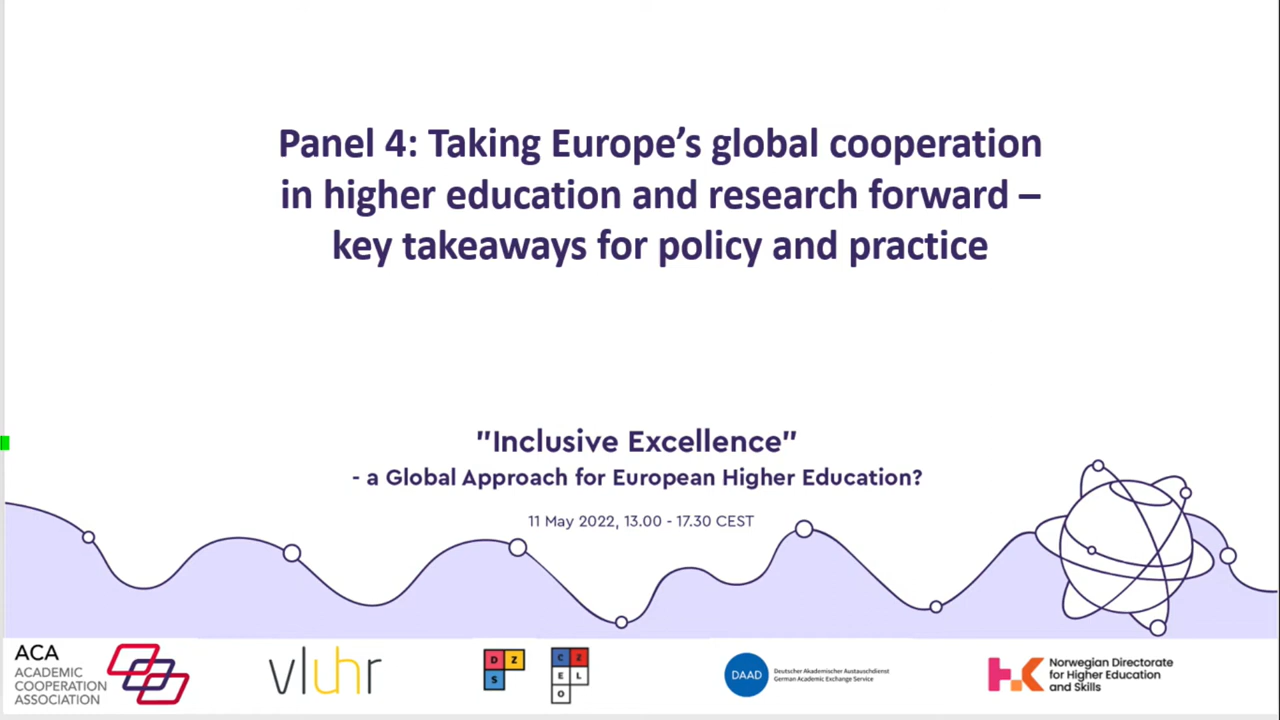 Panel 4: Taking Europe’s global cooperation
in higher education and research forward –
key takeaways for policy and practice
"Inclusive Excellence"
- a Global Approach for European Higher Education?
11 May 2022, 13.00 - 17.30 CEST
ACA
ACADEMIC
COOPERATION
ASSOCIATION
vluhr
D Z
S
C Z
E L
O
DAAD
Deutscher Akademischer Austauschdienst
German Academic Exchange Service
HK
Norwegian Directorate
for Higher Education
and Skills